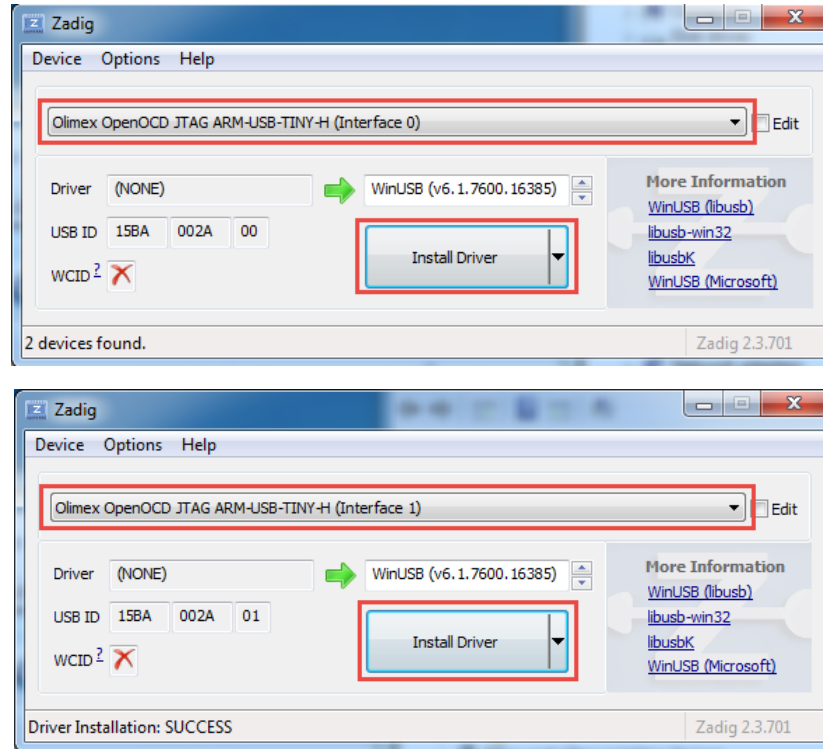 Zadig
Device Options Help
Olimex OpenOCD JTAG ARM-USB-TINY-H (Interface 0)
Edit
Driver (NONE) WinUSB (v6.1.7600.16385)
More Information
WinUSB (libusb)
USB ID 15BA 002A 00
libusb-win32
Install Driver
libusbK
WCID ?
WinUSB (Microsoft)
2 devices found.
Zadig 2.3.701
Zadig
Device Options Help
Olimex OpenOCD JTAG ARM-USB-TINY-H (Interface 1)
Edit
Driver (NONE) WinUSB (v6.1.7600.16385)
More Information
WinUSB (libusb)
USB ID 15BA 002A 01
libusb-win32
Install Driver
libusbK
WCID ?
WinUSB (Microsoft)
Driver Installation: SUCCESS
Zadig 2.3.701